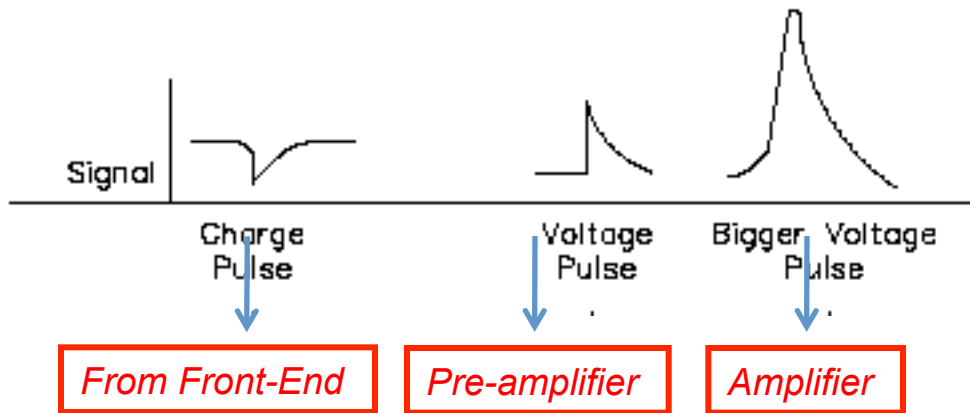 Signal
Charge
Pulse
Voltage
Pulse
Bigger Voltage
Pulse
From Front-End
Pre-amplifier
Amplifier